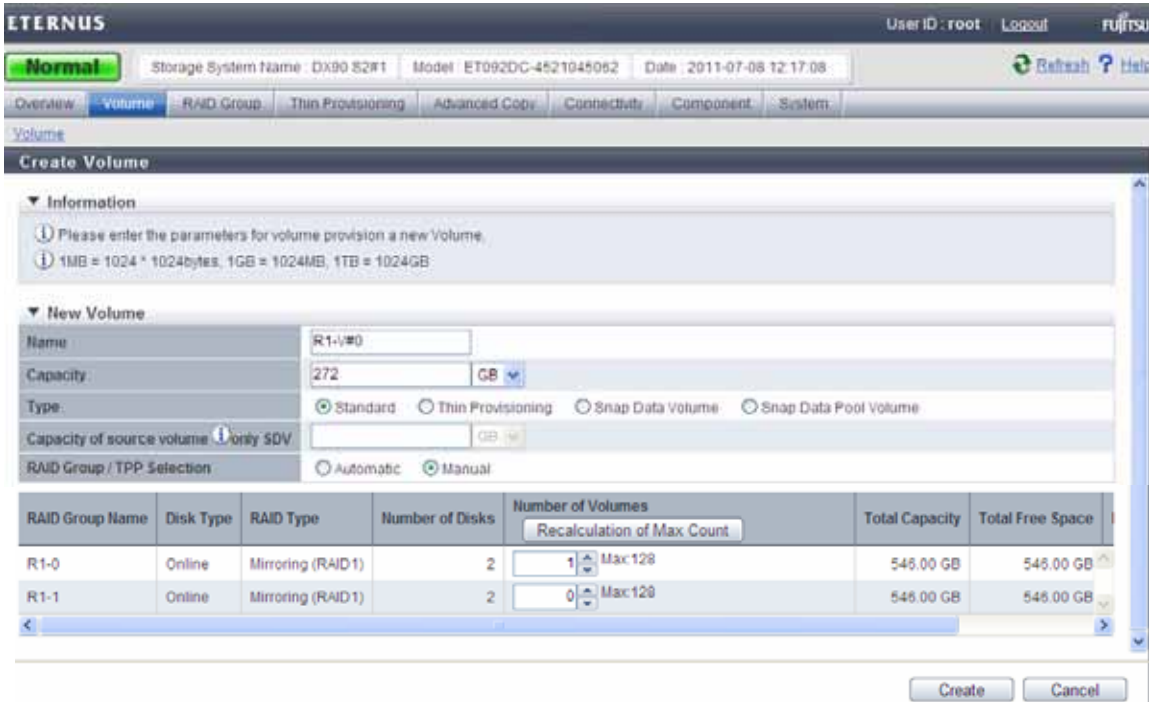 ETERNUS User ID : root Logout FUJITSU
Normal Storage System Name : DX90 S2#1 Model : ET092DC-4521045062 Date : 2011-07-08 12:17:08 Refresh ? Help
Overview Volume RAID Group Thin Provisioning Advanced Copy Connectivity Component System
Volume
Create Volume
▼ Information
Please enter the parameters for volume provision a new Volume.
1MB = 1024 * 1024bytes, 1GB = 1024MB, 1TB = 1024GB
▼ New Volume
Name R1-V#0
Capacity 272 GB
Type Standard Thin Provisioning Snap Data Volume Snap Data Pool Volume
Capacity of source volume only SDV GB
RAID Group / TPP Selection Automatic Manual
RAID Group Name Disk Type RAID Type Number of Disks Number of Volumes Recalculation of Max Count Total Capacity Total Free Space
R1-0 Online Mirroring (RAID1) 2 1 Max:128 546.00 GB 546.00 GB
R1-1 Online Mirroring (RAID1) 2 0 Max:128 546.00 GB 546.00 GB
Create Cancel